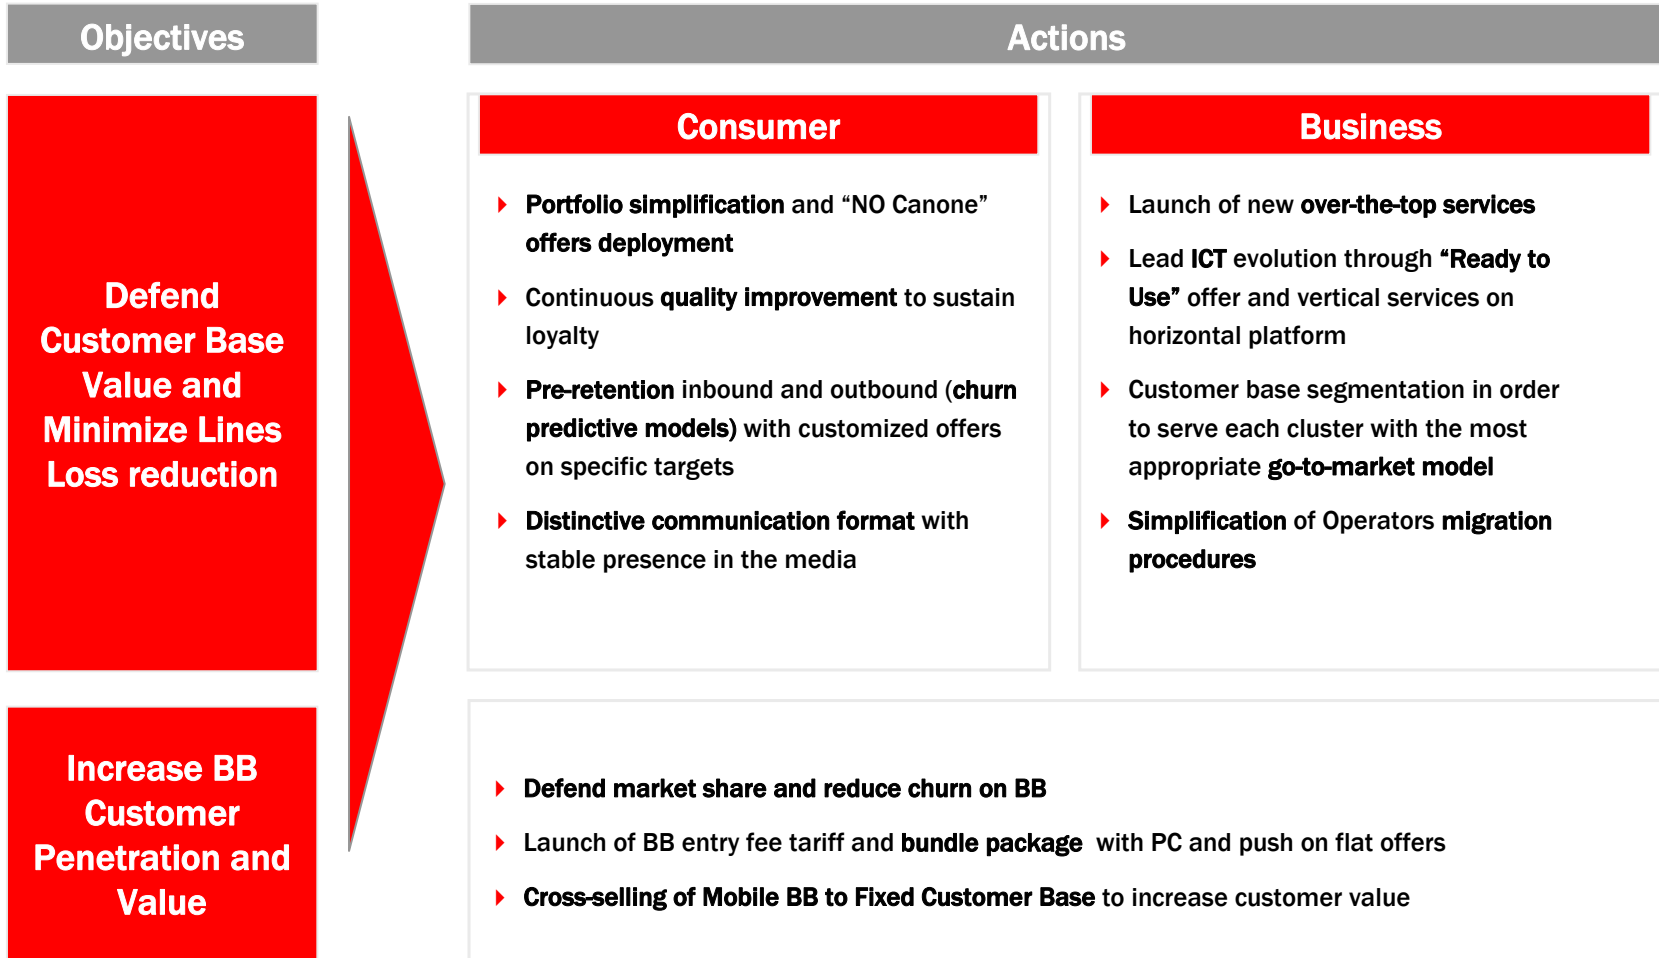 Objectives
Actions
Defend
Customer Base
Value and
Minimize Lines
Loss reduction
Consumer
Portfolio simplification and “NO Canone”
offers deployment
Continuous quality improvement to sustain
loyalty
Pre-retention inbound and outbound (churn
predictive models) with customized offers
on specific targets
Distinctive communication format with
stable presence in the media
Business
Launch of new over-the-top services
Lead ICT evolution through “Ready to
Use” offer and vertical services on
horizontal platform
Customer base segmentation in order
to serve each cluster with the most
appropriate go-to-market model
Simplification of Operators migration
procedures
Increase BB
Customer
Penetration and
Value
Defend market share and reduce churn on BB
Launch of BB entry fee tariff and bundle package with PC and push on flat offers
Cross-selling of Mobile BB to Fixed Customer Base to increase customer value